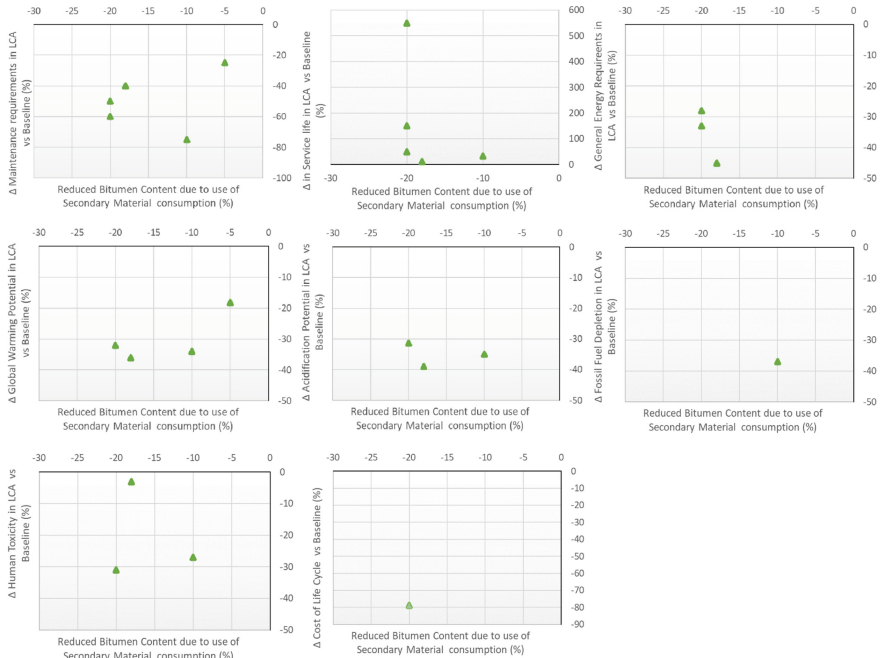 -30 -25 -20 -15 -10 -5 0
0
-20
-40
-60
-80
-100
Δ Maintenance requirements in LCA
vs Baseline (%)
Reduced Bitumen Content due to use of
Secondary Material consumption (%)
600
500
400
300
200
100
0
-30 -20 -10 0
Δ in Service life in LCA vs Baseline
(%)
Reduced Bitumen Content due to use of
Secondary Material consumption (%)
-30 -25 -20 -15 -10 -5 0
0
-10
-20
-30
-40
-50
Δ General Energy Requireents in
LCA vs Baseline (%)
Reduced Bitumen Content due to use of
Secondary Material consumption (%)
-30 -25 -20 -15 -10 -5 0
0
-10
-20
-30
-40
-50
Δ Global Warming Potential in LCA
vs Baseline (%)
Reduced Bitumen Content due to use of
Secondary Material consumption (%)
-30 -25 -20 -15 -10 -5 0
0
-10
-20
-30
-40
-50
Δ Acidification Potential in LCA vs
Baseline (%)
Reduced Bitumen Content due to use of
Secondary Material consumption (%)
-30 -25 -20 -15 -10 -5 0
0
-10
-20
-30
-40
-50
Δ Fossil Fuel Depletion in LCA vs
Baseline (%)
Reduced Bitumen Content due to use of
Secondary Material consumption (%)
-30 -25 -20 -15 -10 -5 0
0
-10
-20
-30
-40
-50
Δ Human Toxicity in LCA vs
Baseline (%)
Reduced Bitumen Content due to use of
Secondary Material consumption (%)
-30 -25 -20 -15 -10 -5 0
0
-10
-20
-30
-40
-50
-60
-70
-80
-90
Δ Cost of Life Cycle vs Baseline (%)
Reduced Bitumen Content due to use of
Secondary Material consumption (%)